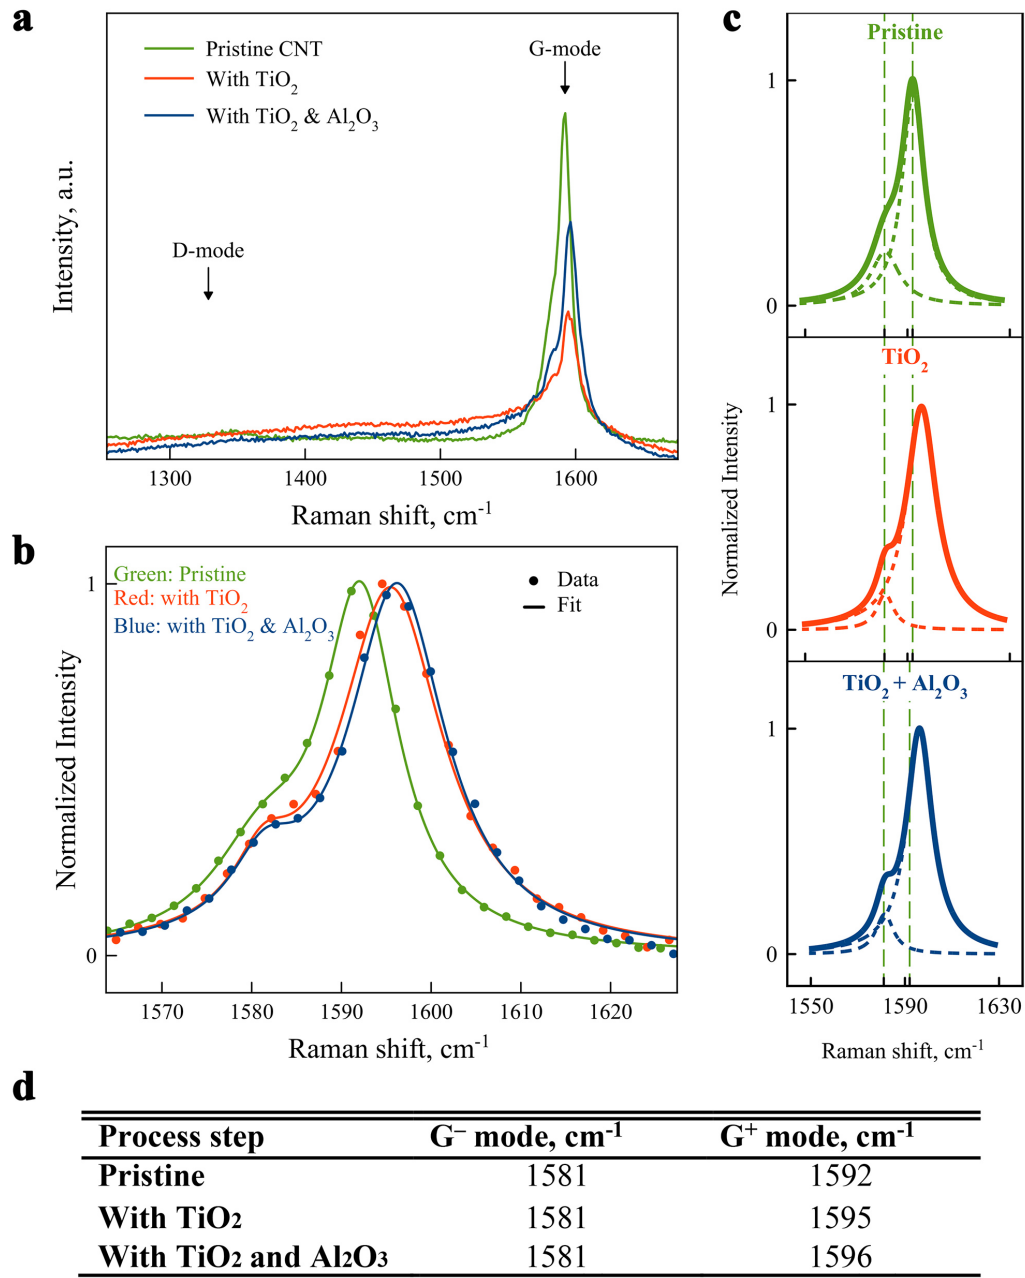 a
Pristine CNT
With TiO2
With TiO2 & Al2O3
G-mode
D-mode
Intensity, a.u.
1300 1400 1500 1600
Raman shift, cm-1
b
Green: Pristine
Red: with TiO2
Blue: with TiO2 & Al2O3
Data
Fit
1
0
Normalized Intensity
1570 1580 1590 1600 1610 1620
Raman shift, cm-1
c
Pristine
1
0
TiO2
1
0
TiO2 + Al2O3
1
0
Normalized Intensity
1550 1590 1630
Raman shift, cm-1
d
Process step G– mode, cm-1 G+ mode, cm-1
Pristine 1581 1592
With TiO2 1581 1595
With TiO2 and Al2O3 1581 1596